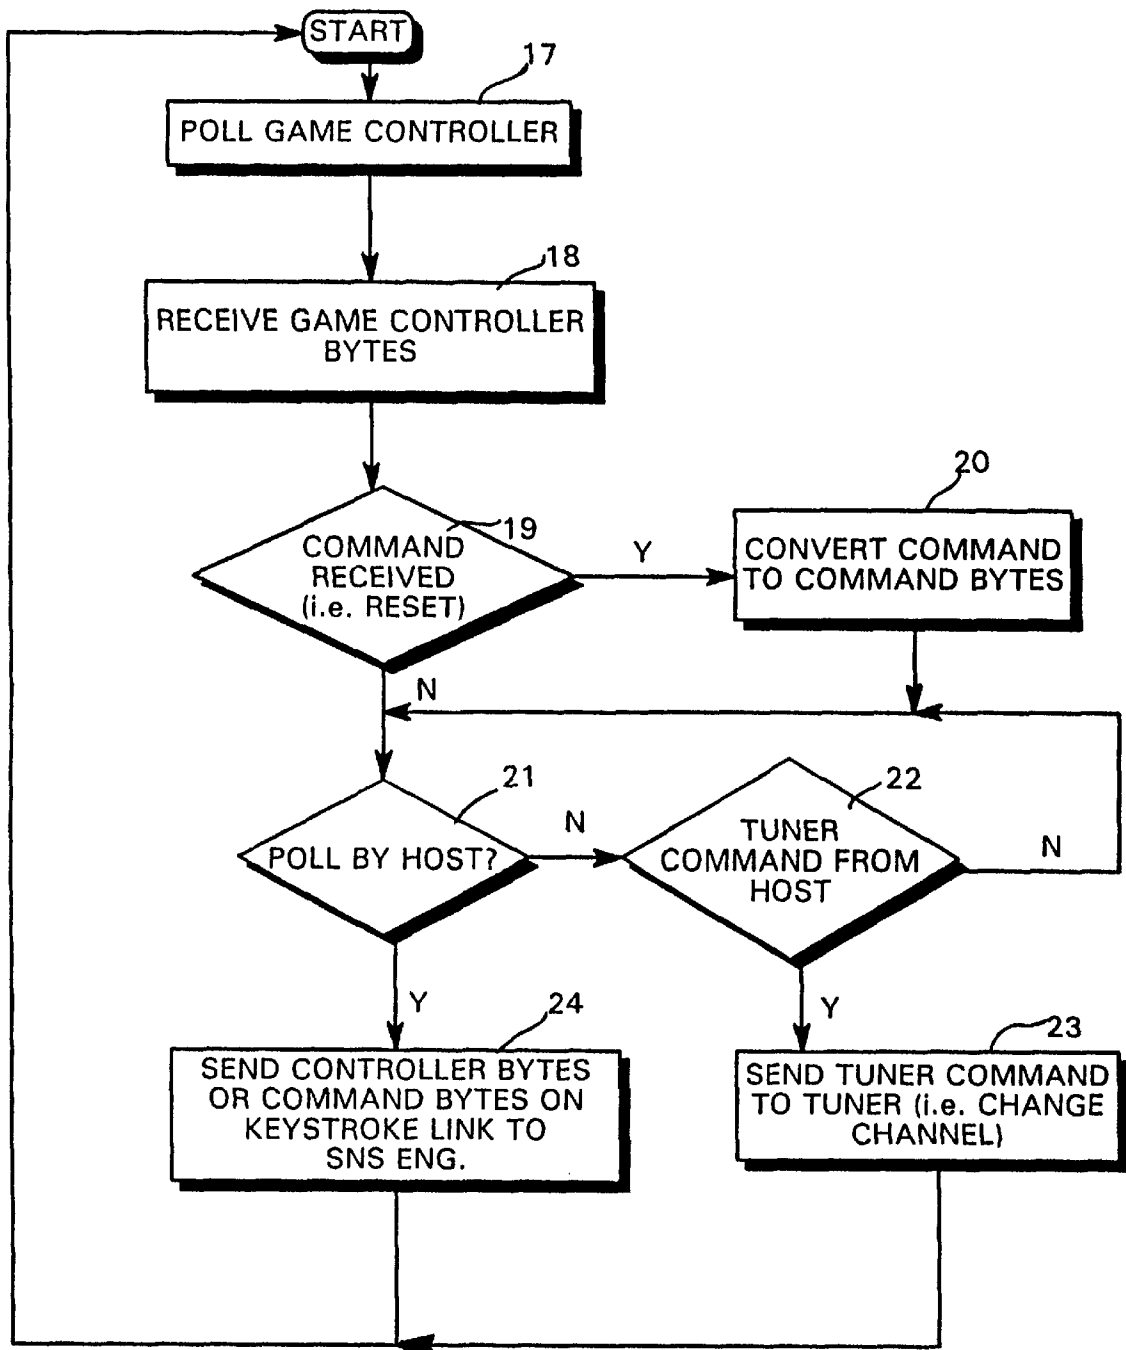 START
17
POLL GAME CONTROLLER
18
RECEIVE GAME CONTROLLER
BYTES
19
COMMAND
RECEIVED
(i.e. RESET)
Y
20
CONVERT COMMAND
TO COMMAND BYTES
N
21
POLL BY HOST?
N
22
TUNER
COMMAND FROM
HOST
N
Y
24
SEND CONTROLLER BYTES
OR COMMAND BYTES ON
KEYSTROKE LINK TO
SNS ENG.
Y
23
SEND TUNER COMMAND
TO TUNER (i.e. CHANGE
CHANNEL)